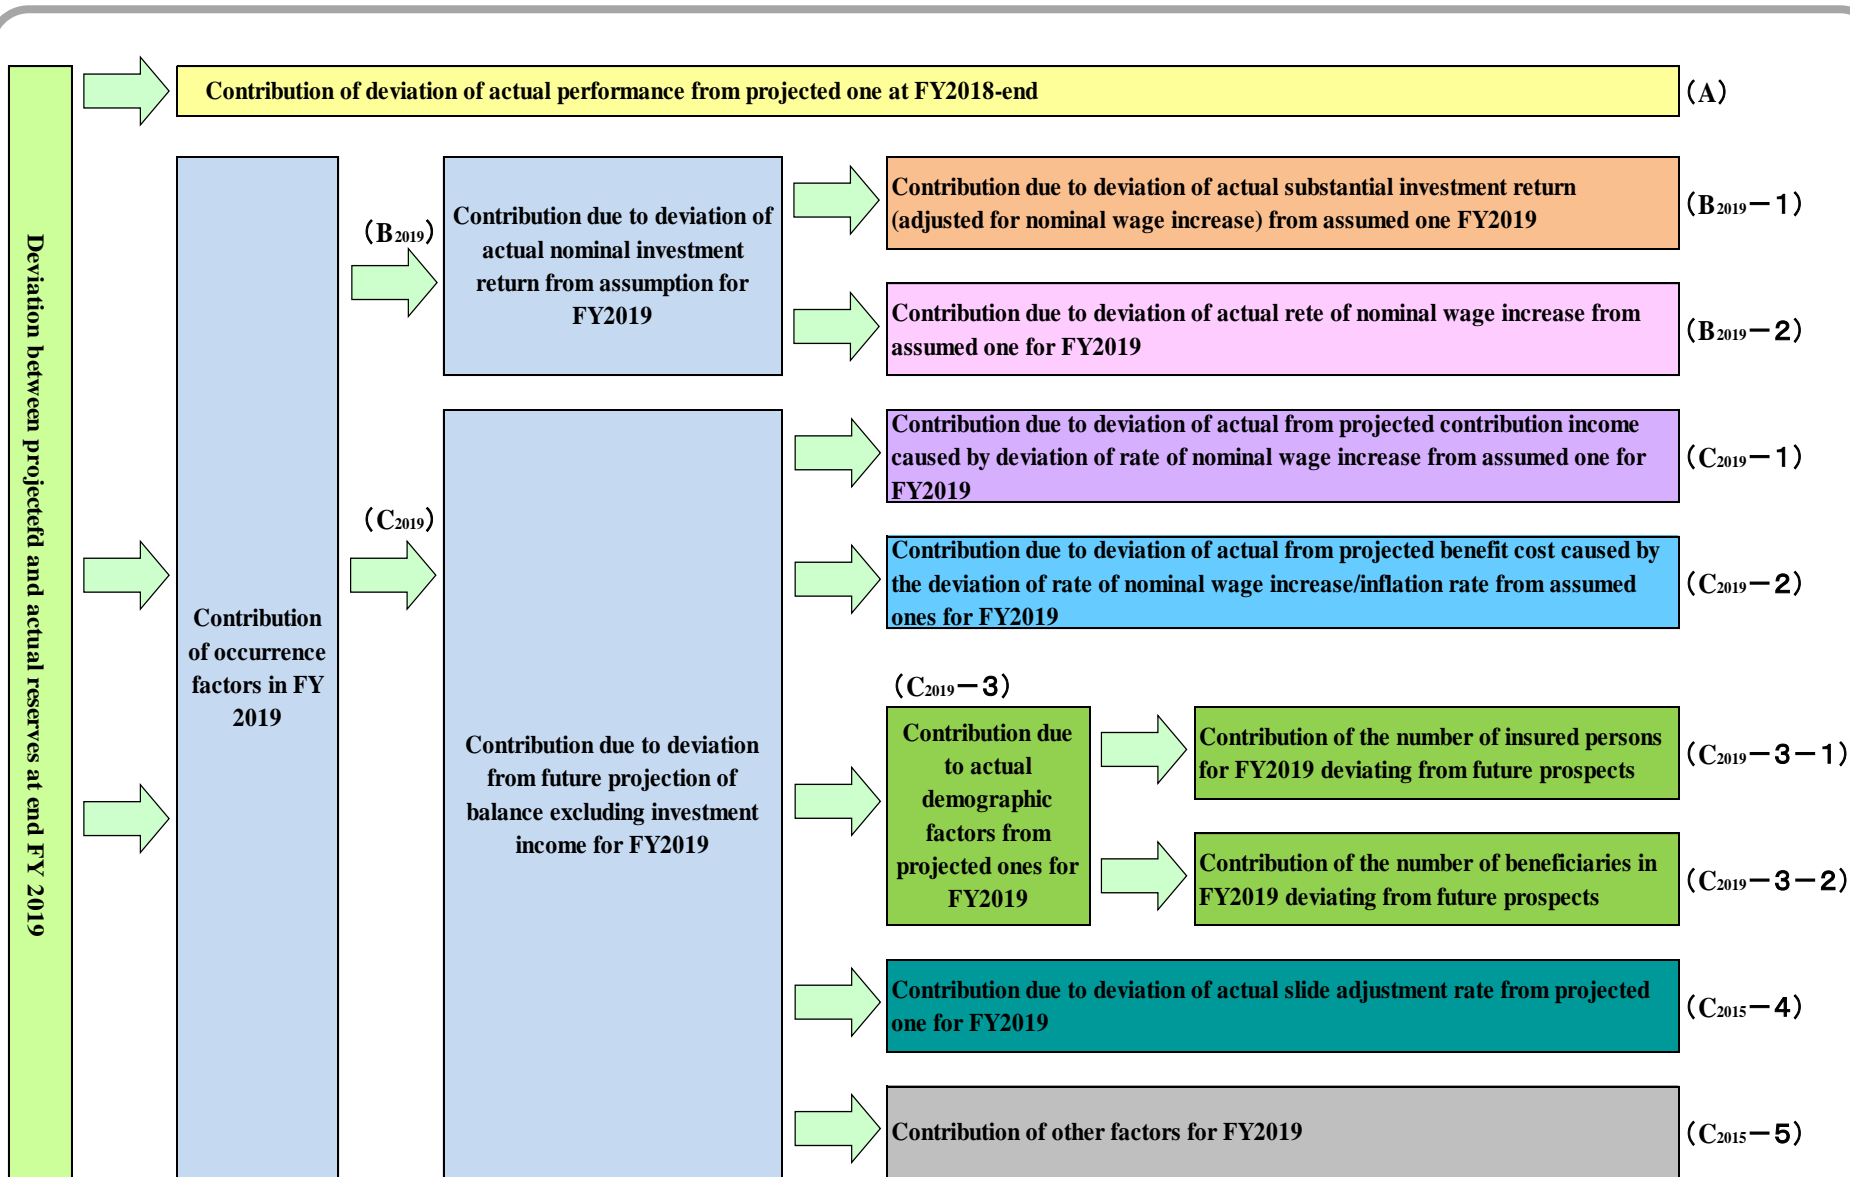 Deviation between projectefd and actual reserves at end FY 2019
Contribution of deviation of actual performance from projected one at FY2018-end
(A)
Contribution
of occurrence
factors in FY
2019
(B2019)
Contribution due to deviation of
actual nominal investment
return from assumption for
FY2019
Contribution due to deviation of actual substantial investment return
(adjusted for nominal wage increase) from assumed one FY2019
(B2019－1)
Contribution due to deviation of actual rete of nominal wage increase from
assumed one for FY2019
(B2019－2)
(C2019)
Contribution due to deviation
from future projection of
balance excluding investment
income for FY2019
Contribution due to deviation of actual from projected contribution income
caused by deviation of rate of nominal wage increase from assumed one for
FY2019
(C2019－1)
Contribution due to deviation of actual from projected benefit cost caused by
the deviation of rate of nominal wage increase/inflation rate from assumed
ones for FY2019
(C2019－2)
(C2019－3)
Contribution due
to actual
demographic
factors from
projected ones for
FY2019
Contribution of the number of insured persons
for FY2019 deviating from future prospects
(C2019－3－1)
Contribution of the number of beneficiaries in
FY2019 deviating from future prospects
(C2019－3－2)
Contribution due to deviation of actual slide adjustment rate from projected
one for FY2019
(C2015－4)
Contribution of other factors for FY2019
(C2015－5)